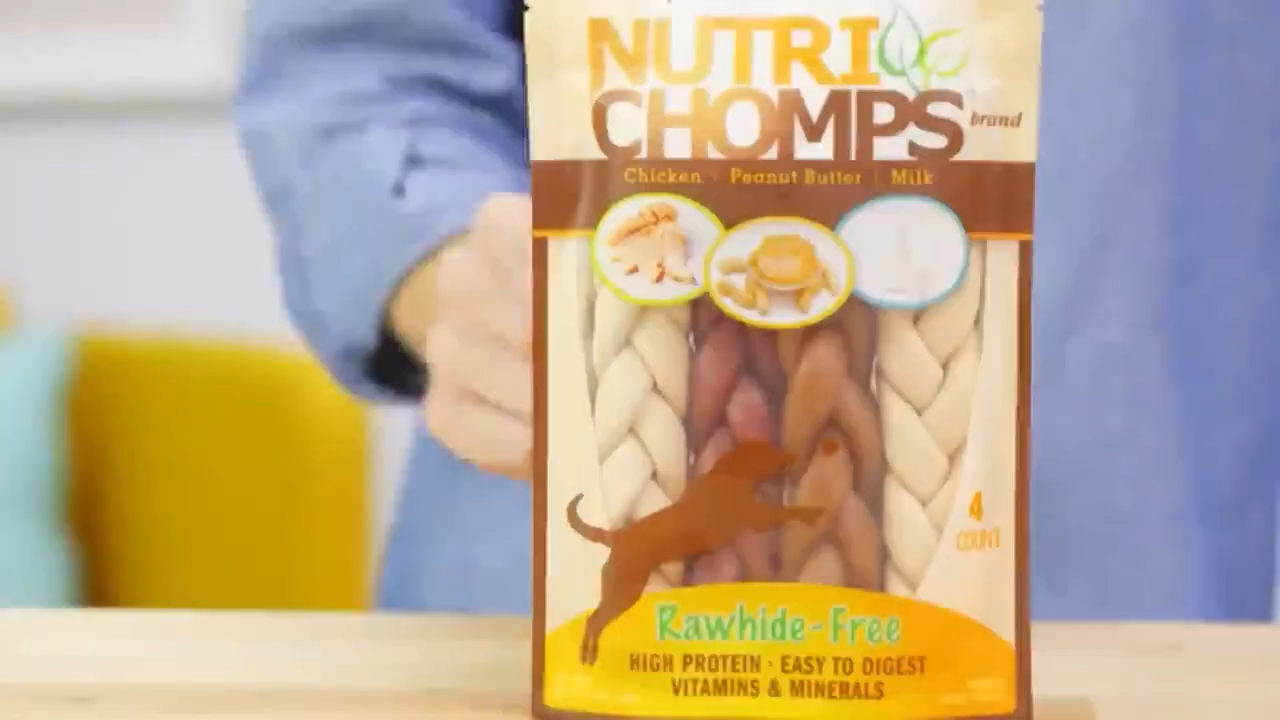 NUTRI
CHOMPS brand
Chicken Peanut Butter Milk
4
COUNT
Rawhide-Free
HIGH PROTEIN · EASY TO DIGEST
VITAMINS & MINERALS